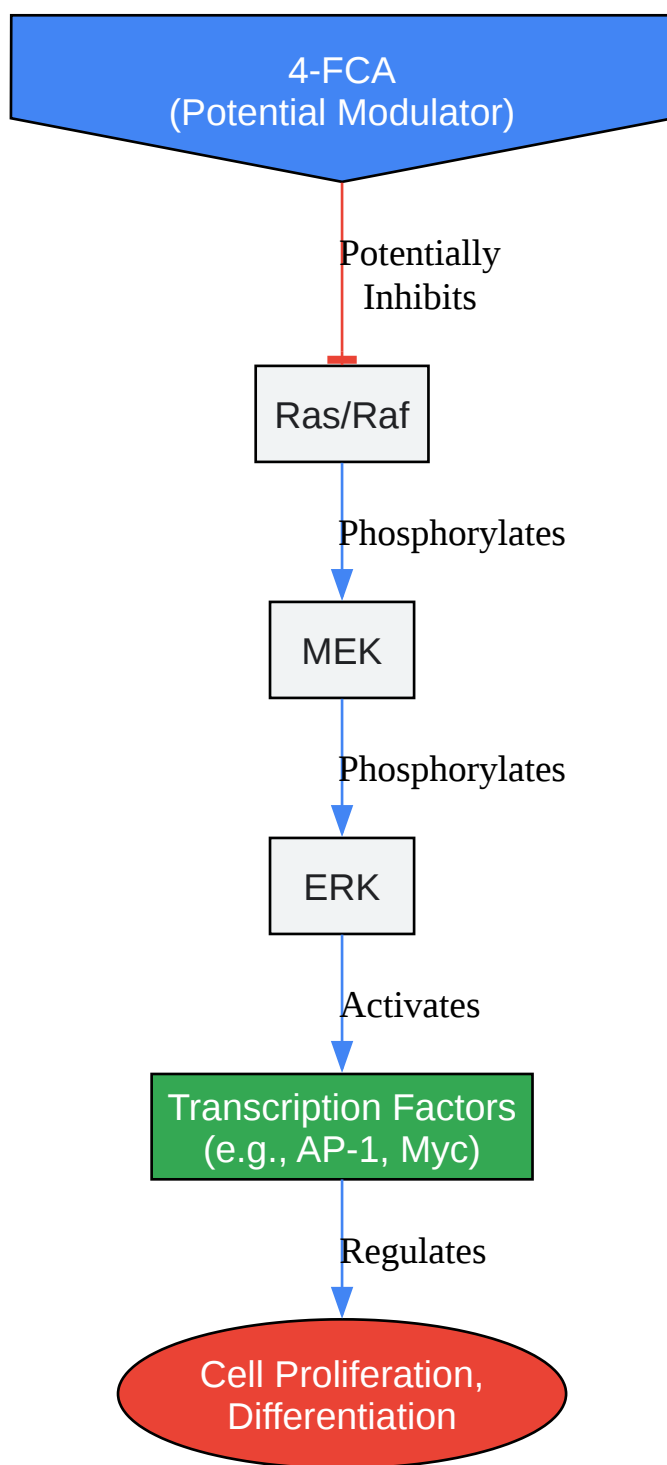 4-FCA
(Potential Modulator)
Potentially
Inhibits
Ras/Raf
Phosphorylates
MEK
Phosphorylates
ERK
Activates
Transcription Factors
(e.g., AP-1, Myc)
Regulates
Cell Proliferation,
Differentiation